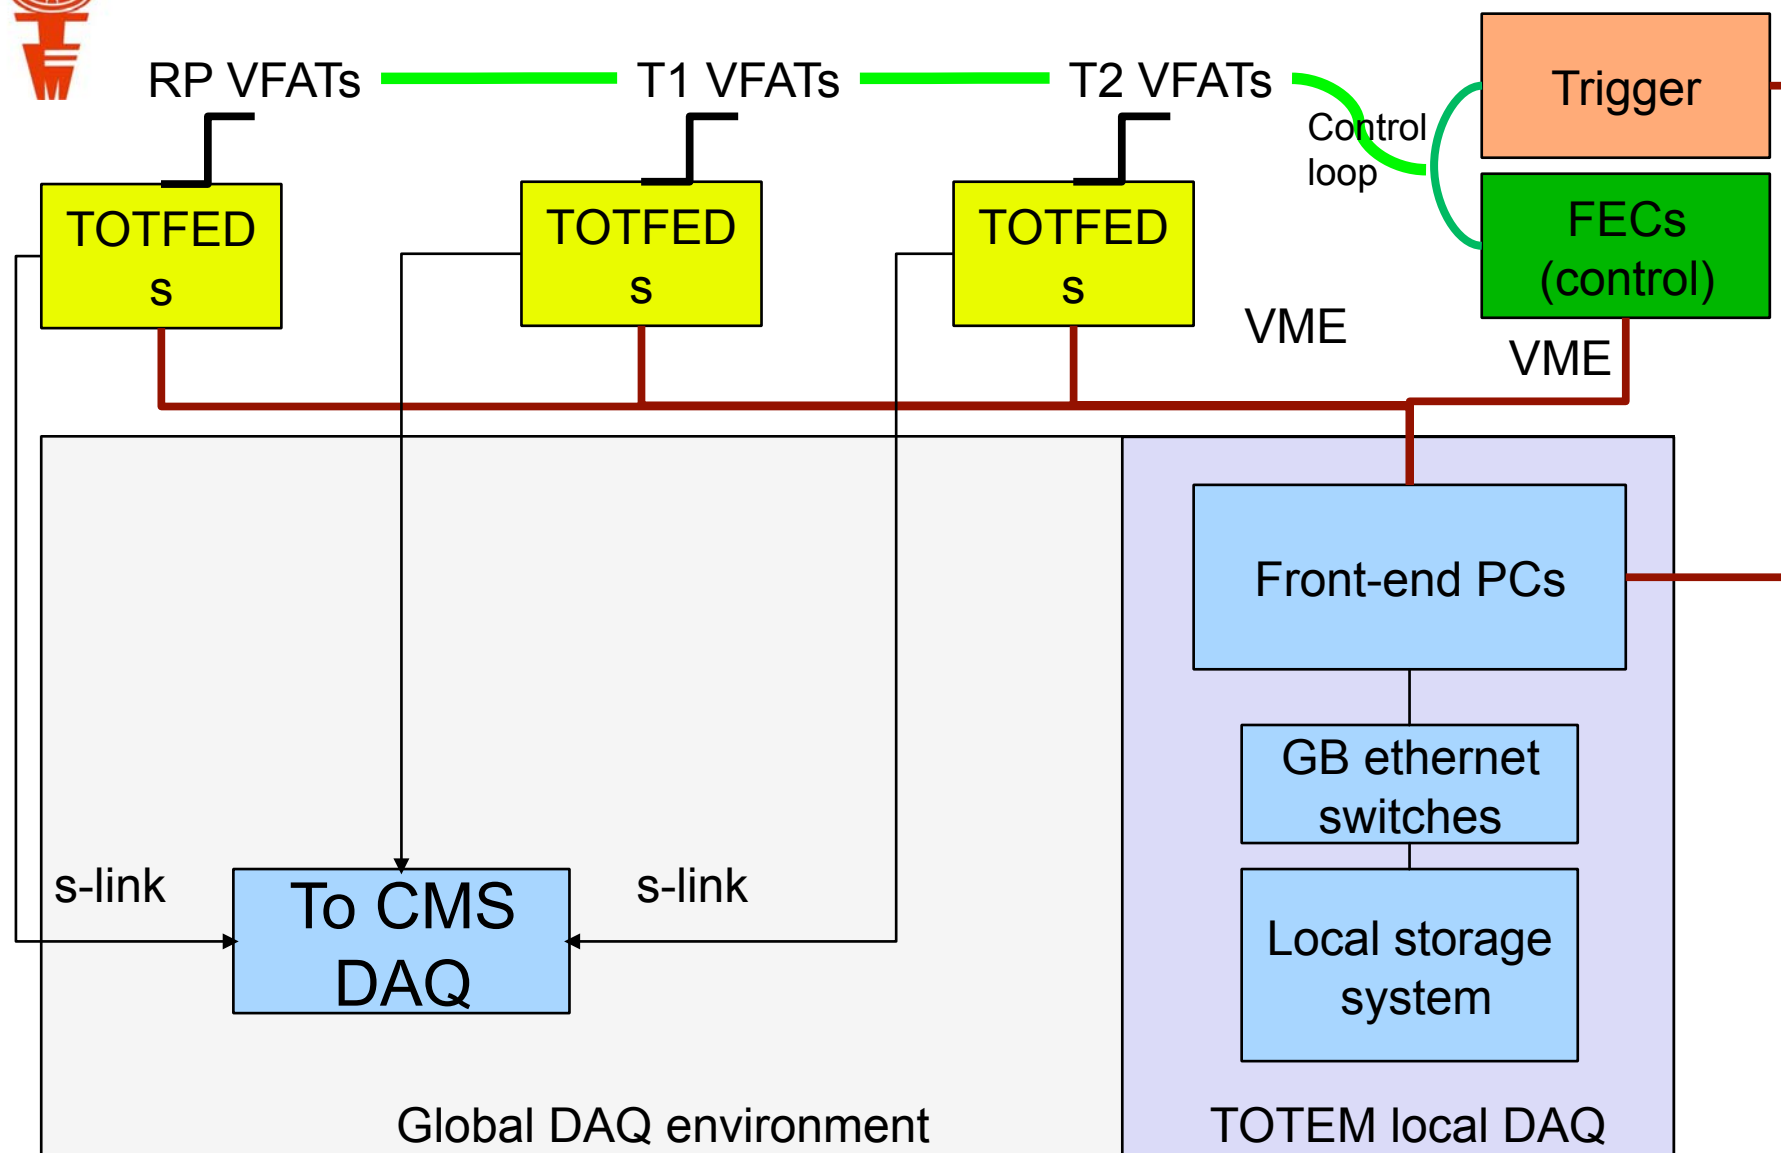 RP VFATs
T1 VFATs
T2 VFATs
Control
loop
Trigger
FECs
(control)
TOTFED
s
TOTFED
s
TOTFED
s
VME
VME
Front-end PCs
GB ethernet
switches
s-link
To CMS
DAQ
s-link
Local storage
system
Global DAQ environment
TOTEM local DAQ